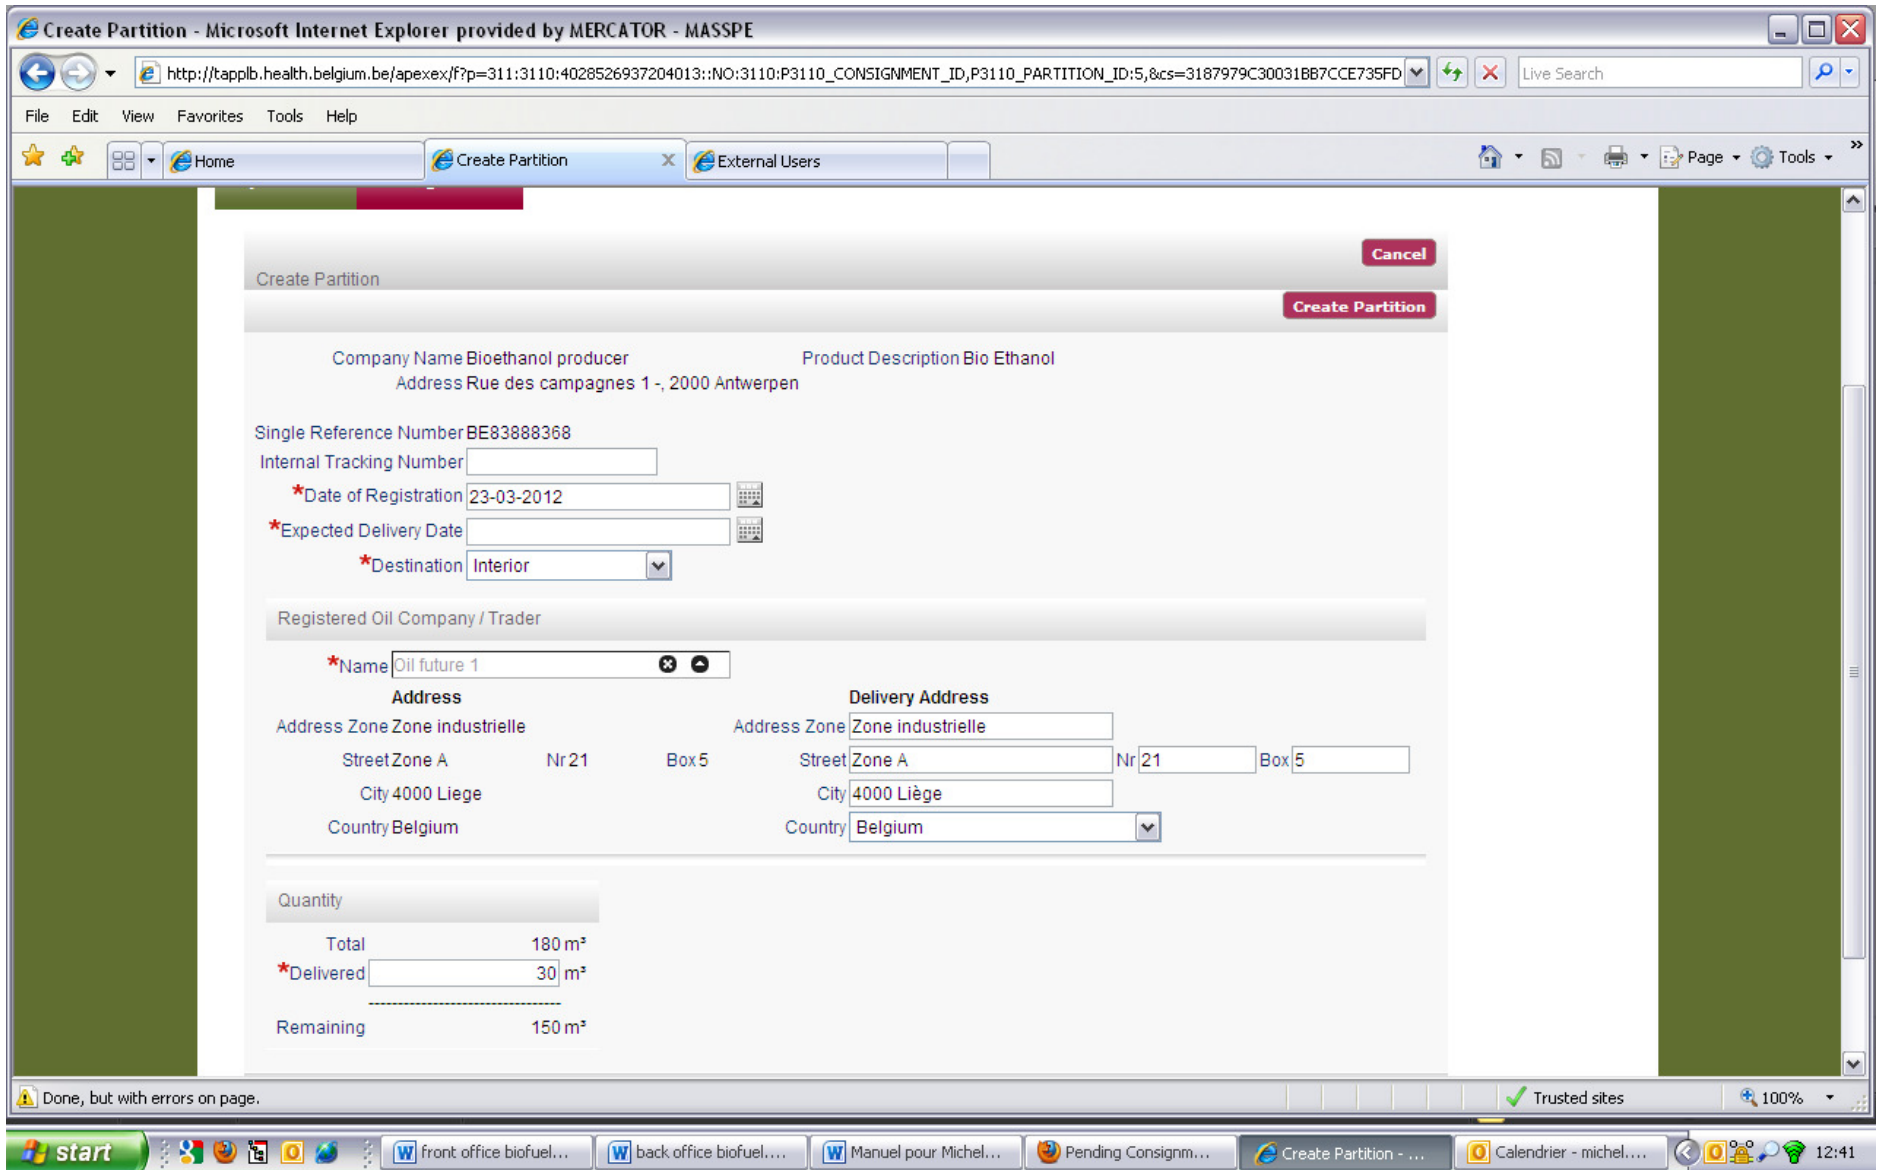 Create Partition - Microsoft Internet Explorer provided by MERCATOR - MASSPE
http://tapplb.health.belgium.be/apexex/f?p=311:3110:4028526937204013::NO:3110:P3110_CONSIGNMENT_ID,P3110_PARTITION_ID:5,&cs=3187979C30031BB7CCE735FD Live Search
File Edit View Favorites Tools Help
Home Create Partition X External Users Page Tools »
Cancel
Create Partition
Create Partition
Company Name Bioethanol producer Product Description Bio Ethanol
Address Rue des campagnes 1 -, 2000 Antwerpen
Single Reference Number BE83888368
Internal Tracking Number
*Date of Registration 23-03-2012
*Expected Delivery Date
*Destination Interior
Registered Oil Company / Trader
*Name Oil future 1
Address Delivery Address
Address Zone Zone industrielle Address Zone Zone industrielle
Street Zone A Nr 21 Box 5 Street Zone A Nr 21 Box 5
City 4000 Liege City 4000 Liège
Country Belgium Country Belgium
Quantity
Total 180 m³
*Delivered 30 m³
---------------------------------
Remaining 150 m³
Done, but with errors on page. Trusted sites 100%
start front office biofuel... back office biofuel.... Manuel pour Michel... Pending Consignm... Create Partition - ... Calendrier - michel.... 12:41